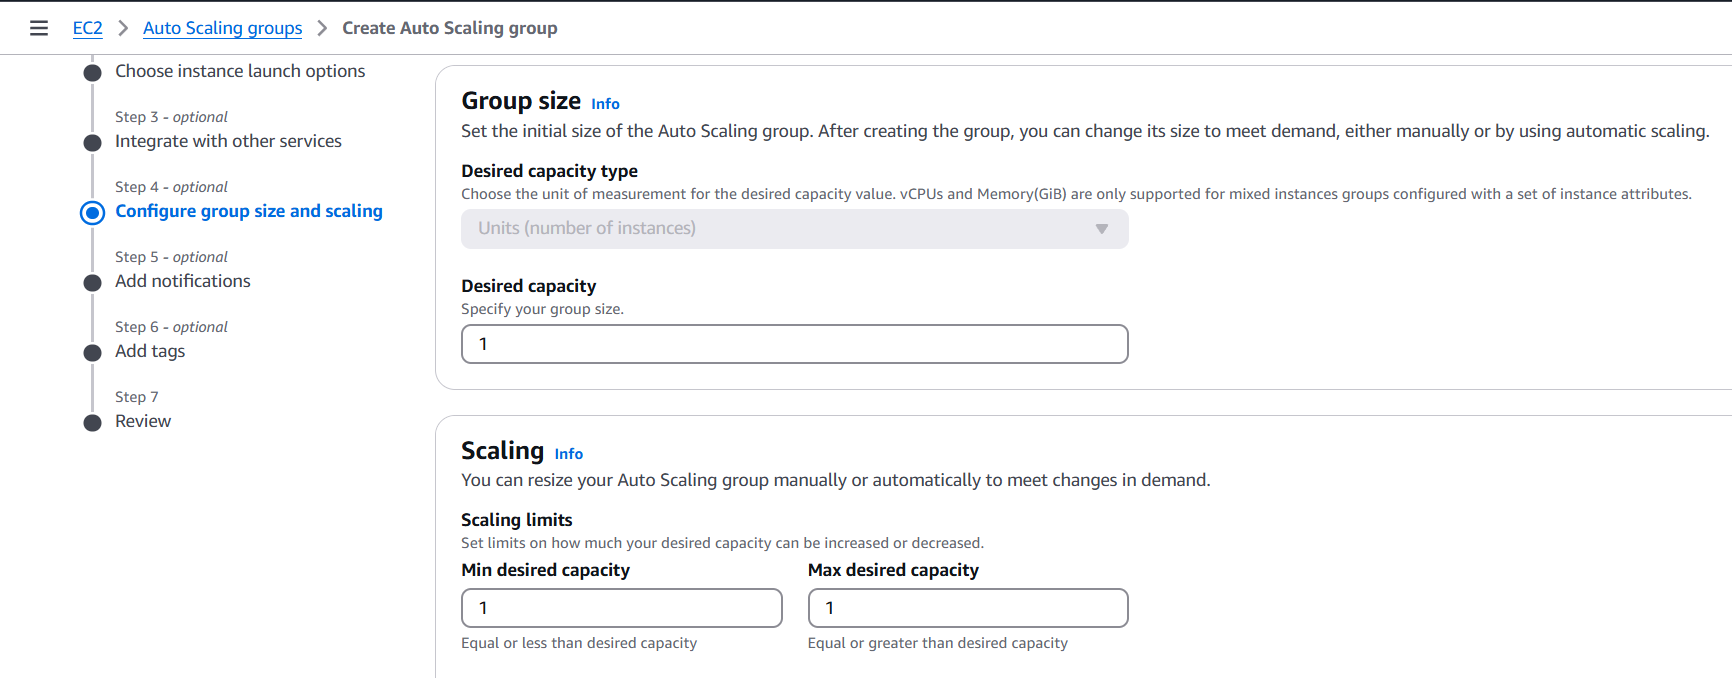 EC2 > Auto Scaling groups > Create Auto Scaling group
Choose instance launch options
Step 3 - optional
Integrate with other services
Step 4 - optional
Configure group size and scaling
Step 5 - optional
Add notifications
Step 6 - optional
Add tags
Step 7
Review
Group size Info
Set the initial size of the Auto Scaling group. After creating the group, you can change its size to meet demand, either manually or by using automatic scaling.
Desired capacity type
Choose the unit of measurement for the desired capacity value. vCPUs and Memory(GiB) are only supported for mixed instances groups configured with a set of instance attributes.
Units (number of instances)
Desired capacity
Specify your group size.
1
Scaling Info
You can resize your Auto Scaling group manually or automatically to meet changes in demand.
Scaling limits
Set limits on how much your desired capacity can be increased or decreased.
Min desired capacity
1
Equal or less than desired capacity
Max desired capacity
1
Equal or greater than desired capacity